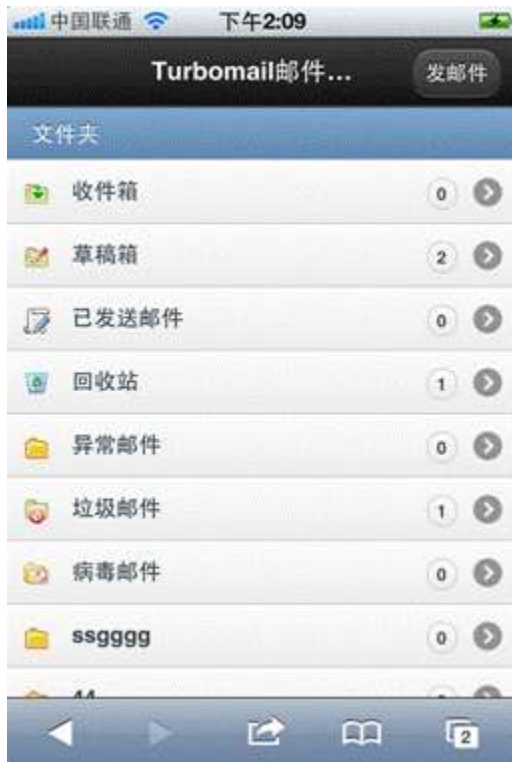 中国联通 下午2:09
Turbomail邮件... 发邮件
文件夹
收件箱 0
草稿箱 2
已发送邮件 0
回收站 1
异常邮件 0
垃圾邮件 1
病毒邮件 0
ssgggg 0
2